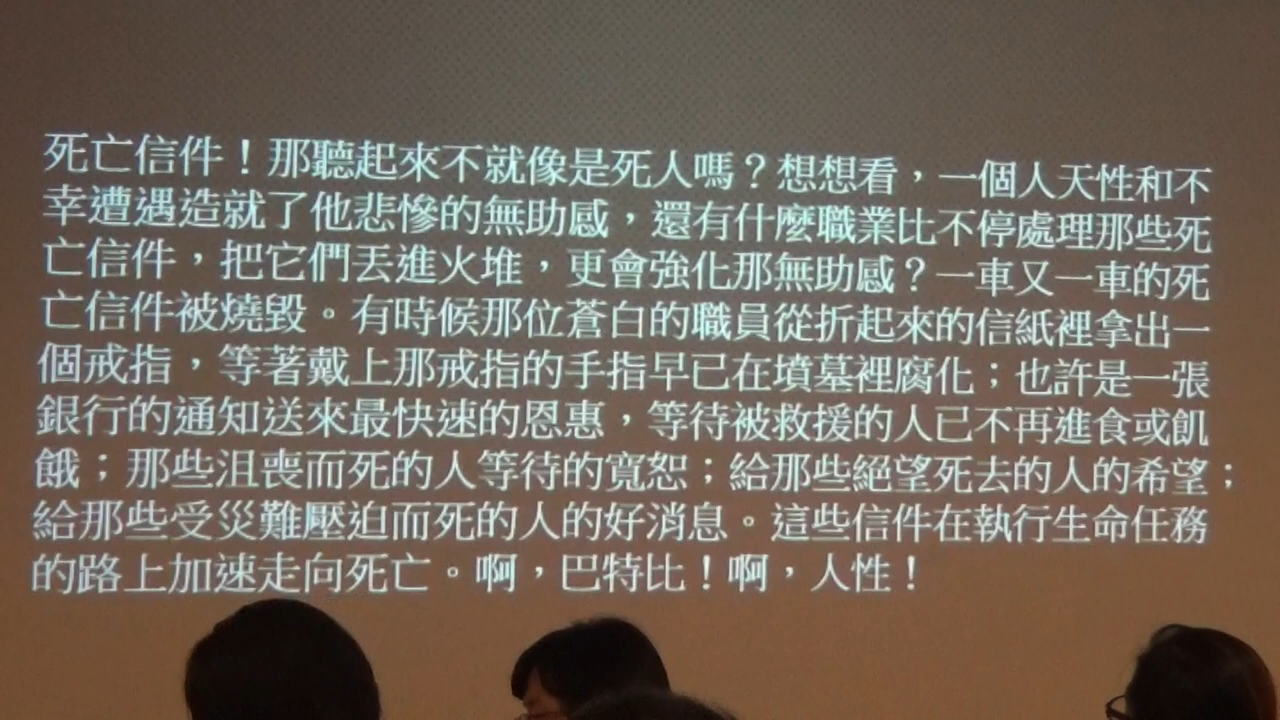 死亡信件！那聽起來不就像是死人嗎？想想看，一個人天性和不
幸遭遇造就了他悲慘的無助感，還有什麼職業比不停處理那些死
亡信件，把它們丟進火堆，更會強化那無助感？一車又一車的死
亡信件被燒毀。有時候那位蒼白的職員從折起來的信紙裡拿出一
個戒指，等著戴上那戒指的手指早已在墳墓裡腐化；也許是一張
銀行的通知送來最快速的恩惠，等待被救援的人已不再進食或飢
餓；那些沮喪而死的人等待的寬恕；給那些絕望死去的人的希望；
給那些受災難壓迫而死的人的好消息。這些信件在執行生命任務
的路上加速走向死亡。啊，巴特比！啊，人性！